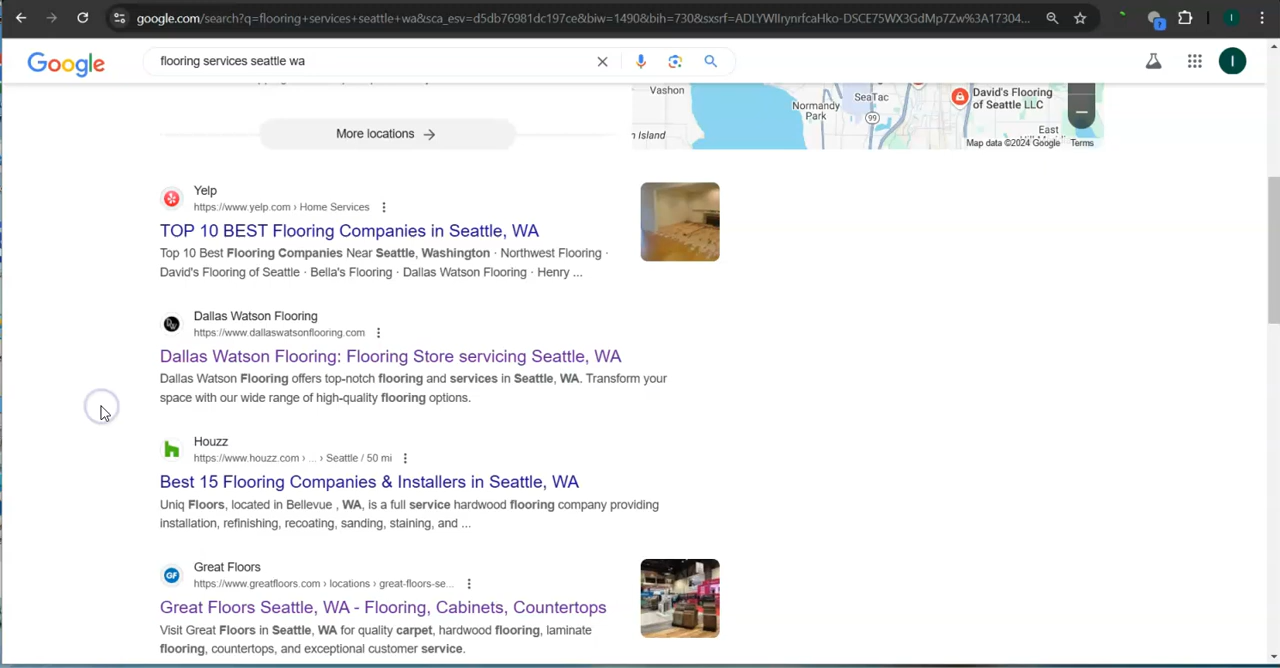 google.com/search?q=flooring+services+seattle+wa&sca_esv=d5db76981dc197ce&biw=1490&bih=730&sxsrf=ADLYWIIrynrfcaHko-DSCE75WX3GdMp7Zw%3A17304...
Google
flooring services seattle wa
I
Vashon
SeaTac
Normandy
Park
99
David's Flooring
of Seattle LLC
n Island
East
Map data ©2024 Google
Terms
More locations
Yelp
https://www.yelp.com › Home Services
TOP 10 BEST Flooring Companies in Seattle, WA
Top 10 Best Flooring Companies Near Seattle, Washington · Northwest Flooring ·
David's Flooring of Seattle · Bella's Flooring · Dallas Watson Flooring · Henry ...
Dallas Watson Flooring
https://www.dallaswatsonflooring.com
Dallas Watson Flooring: Flooring Store servicing Seattle, WA
Dallas Watson Flooring offers top-notch flooring and services in Seattle, WA. Transform your
space with our wide range of high-quality flooring options.
Houzz
https://www.houzz.com › ... › Seattle / 50 mi
Best 15 Flooring Companies & Installers in Seattle, WA
Uniq Floors, located in Bellevue , WA, is a full service hardwood flooring company providing
installation, refinishing, recoating, sanding, staining, and ...
GF
Great Floors
https://www.greatfloors.com › locations › great-floors-se...
Great Floors Seattle, WA - Flooring, Cabinets, Countertops
Visit Great Floors in Seattle, WA for quality carpet, hardwood flooring, laminate
flooring, countertops, and exceptional customer service.